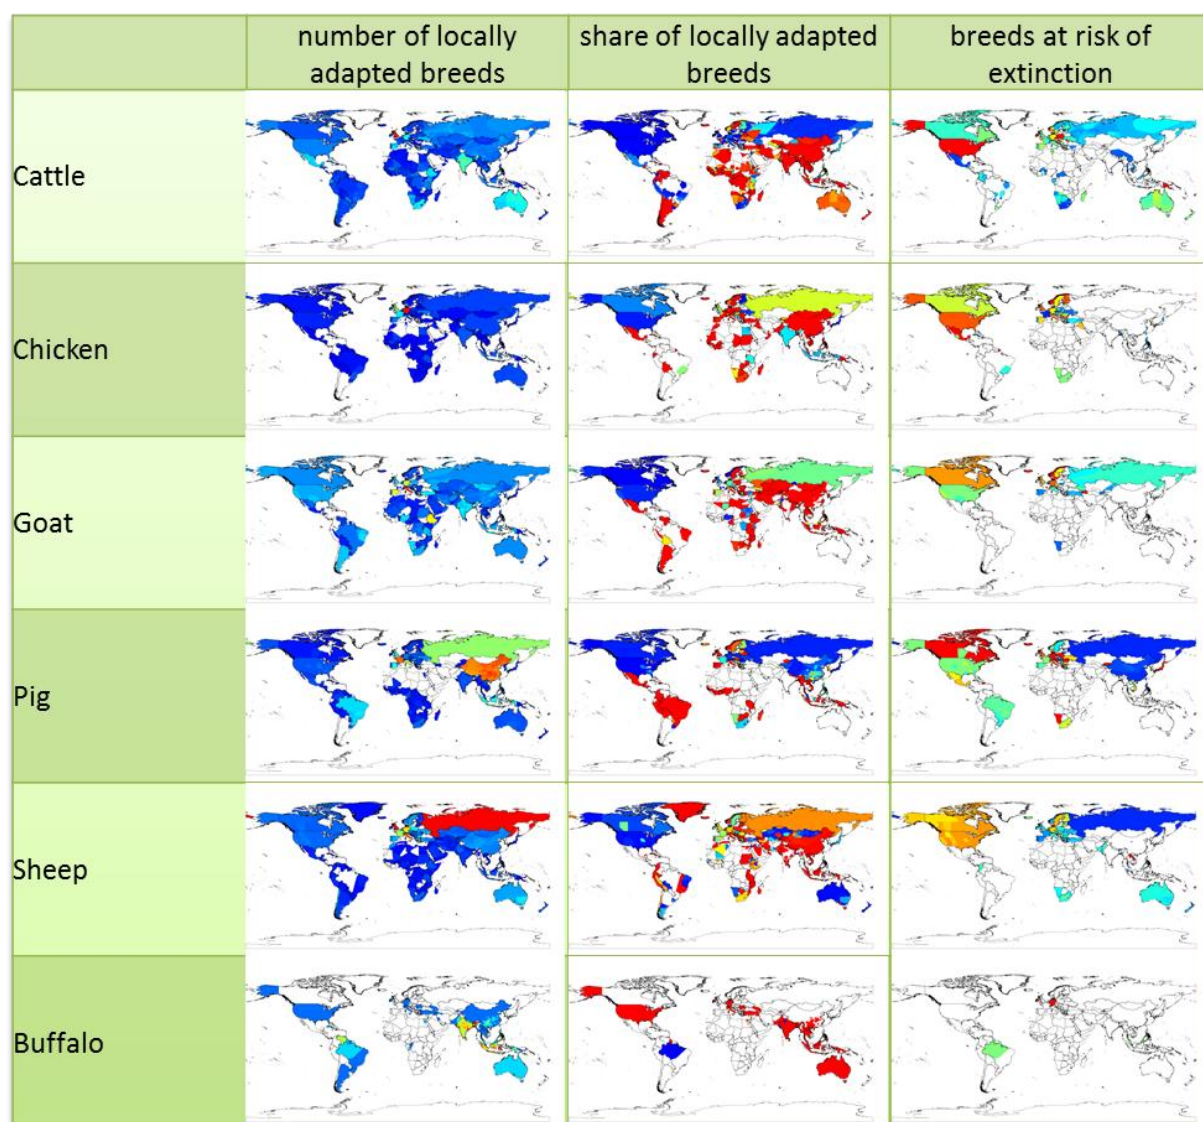 number of locally
adapted breeds
share of locally adapted
breeds
breeds at risk of
extinction
Cattle
Chicken
Goat
Pig
Sheep
Buffalo